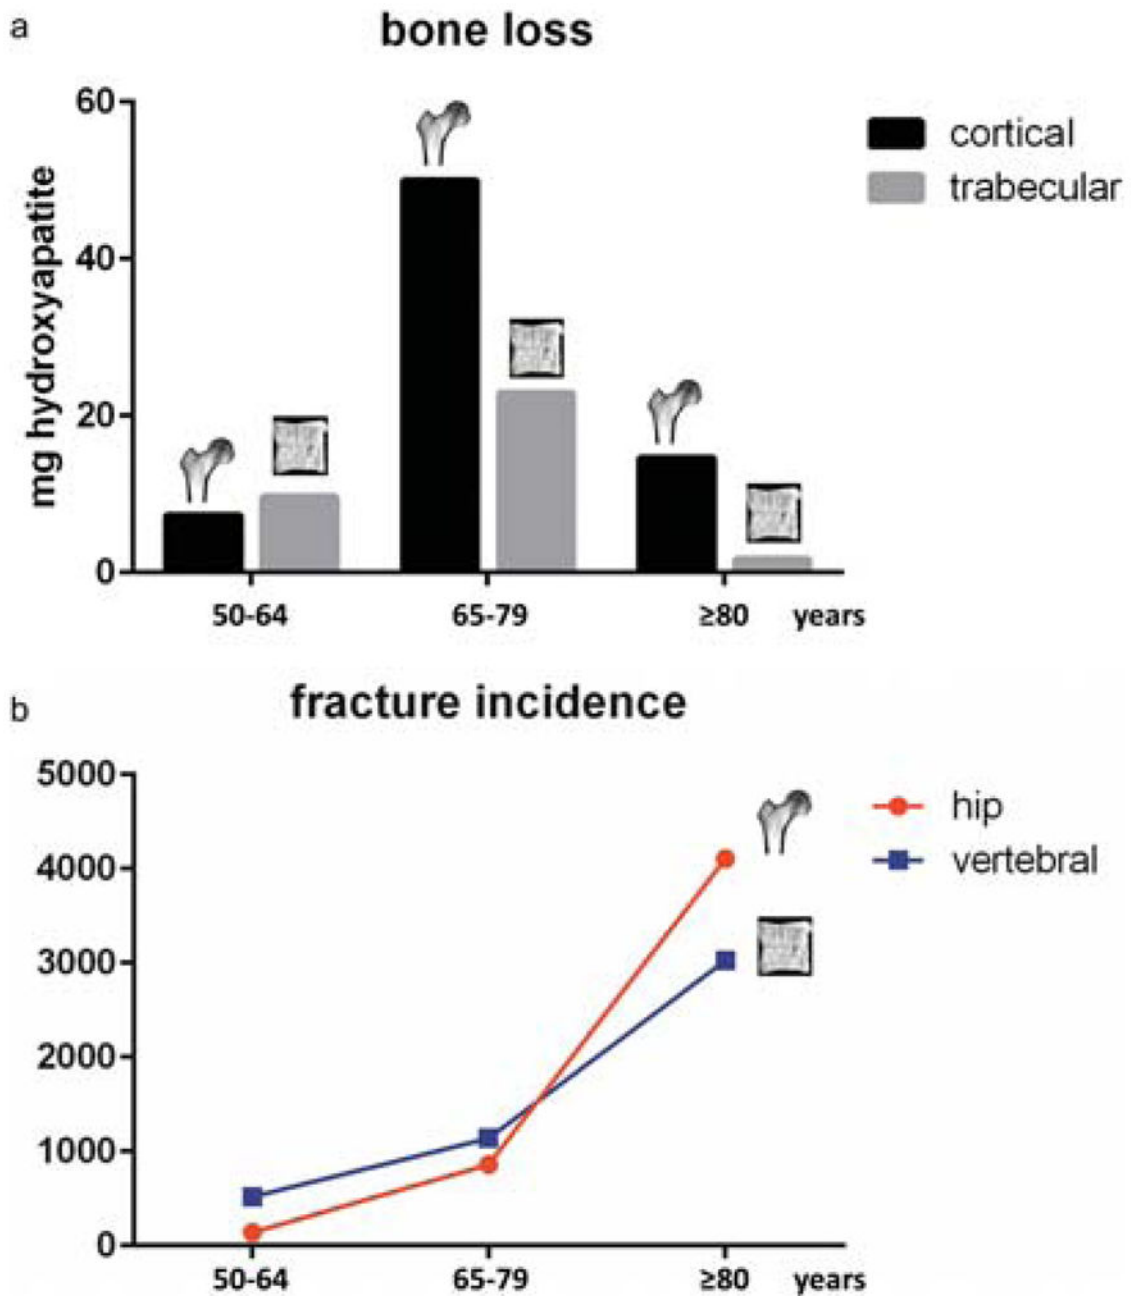 a
bone loss
60
40
20
0
mg hydroxyapatite
cortical
trabecular
50-64 65-79 ≥80 years
b
fracture incidence
5000
4000
3000
2000
1000
0
hip
vertebral
50-64 65-79 ≥80 years